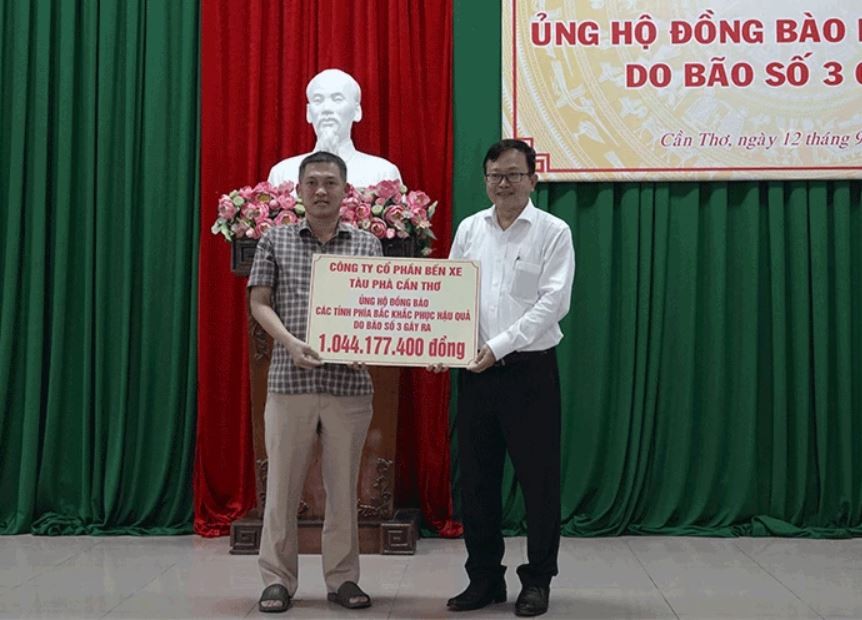 ỦNG HỘ ĐỒNG BÀO
DO BÃO SỐ 3
Cần Thơ, ngày 12 tháng 9
CÔNG TY CỔ PHẦN BẾN XE
TÀU PHÀ CẦN THƠ
ỦNG HỘ ĐỒNG BÀO
CÁC TỈNH PHÍA BẮC KHẮC PHỤC HẬU QUẢ
DO BÃO SỐ 3 GÂY RA
1.044.177.400 đồng